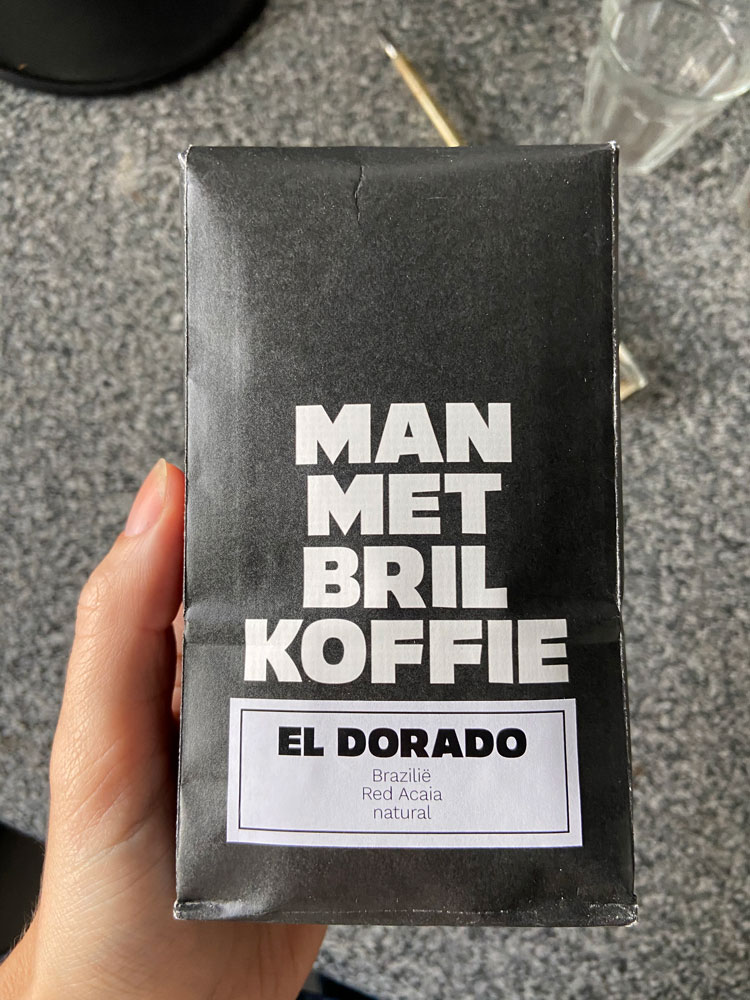 MAN
MET
BRIL
KOFFIE
EL DORADO
Brazilië
Red Acaia
natural